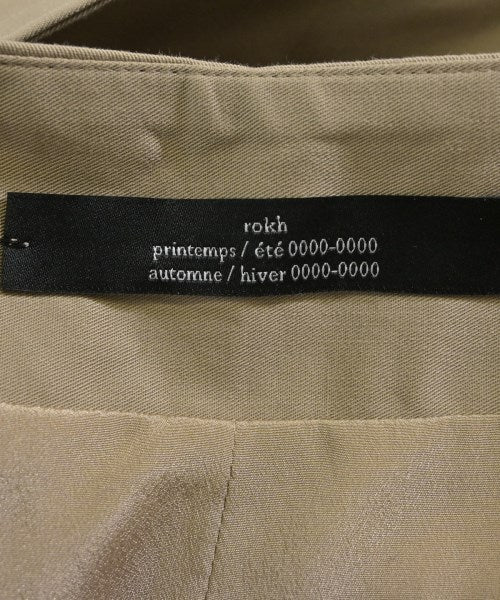 rokh
printemps / été 0000-0000
automne / hiver 0000-0000